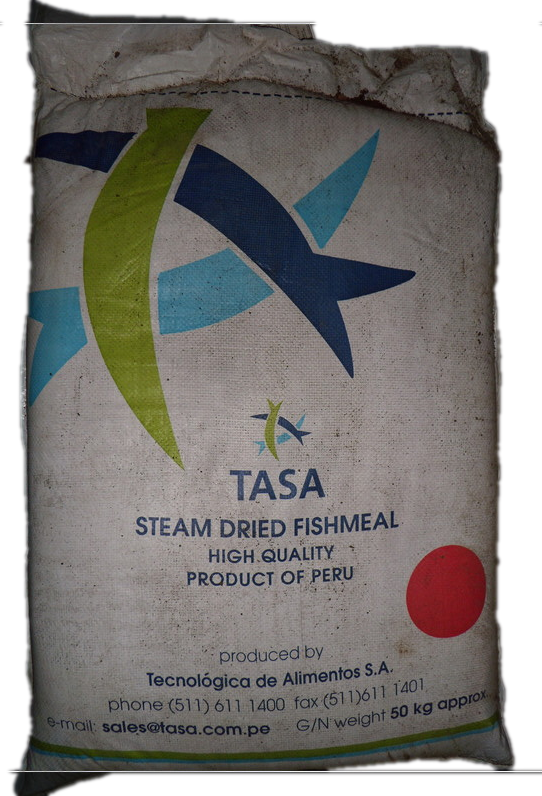 TASA
STEAM DRIED FISHMEAL
HIGH QUALITY
PRODUCT OF PERU
produced by
Tecnológica de Alimentos S.A.
phone (511) 611 1400 fax (511)611 1401
e-mail: sales@tasa.com.pe G/N weight 50 kg approx.